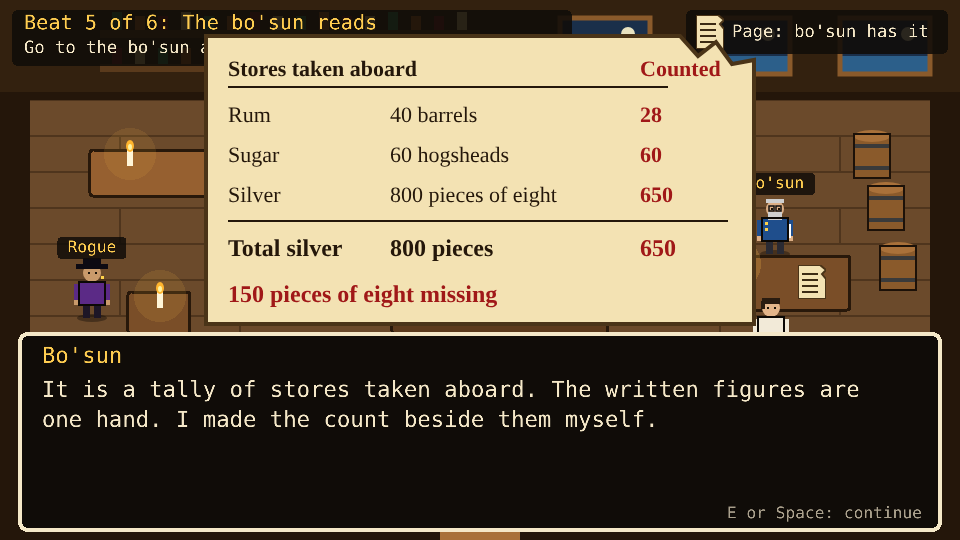 Beat 5 of 6: The bo'sun reads
Go to the bo'sun a
Page: bo'sun has it
Stores taken aboard Counted
Rum 40 barrels 28
Sugar 60 hogsheads 60
Silver 800 pieces of eight 650
Total silver 800 pieces 650
150 pieces of eight missing
o'sun
Rogue
Bo'sun
It is a tally of stores taken aboard. The written figures are
one hand. I made the count beside them myself.
E or Space: continue